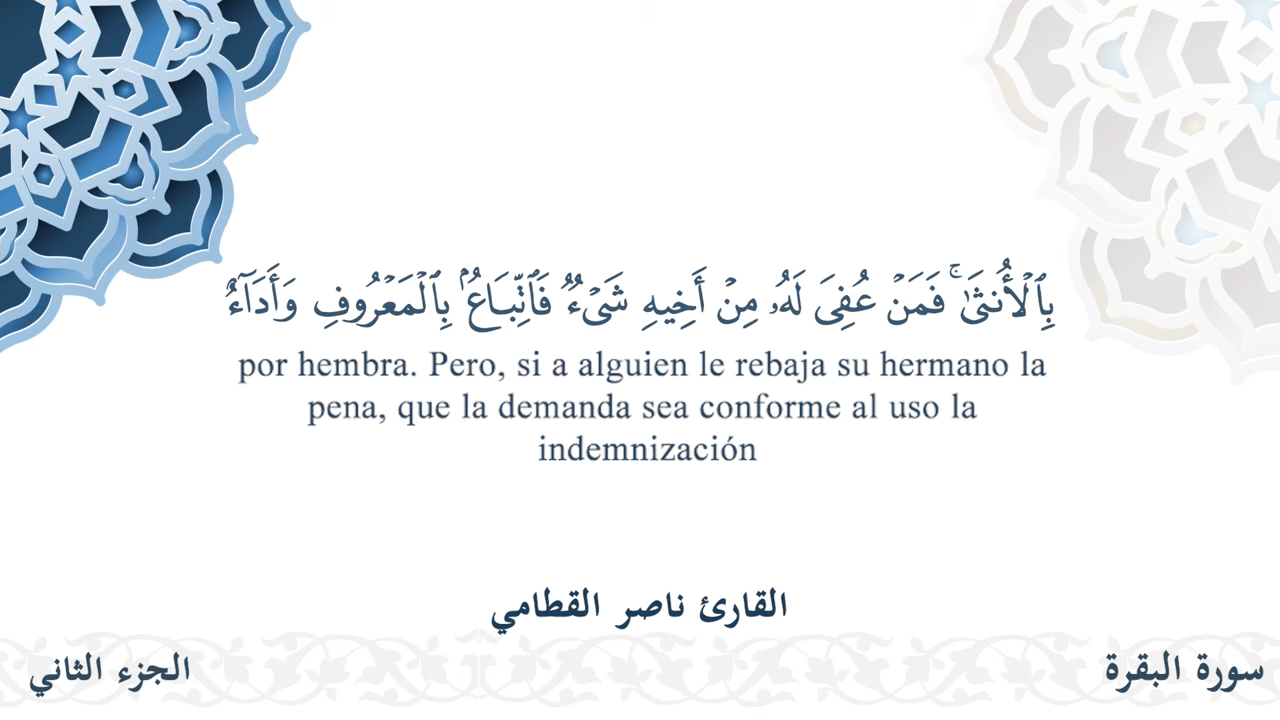 بِٱلۡأُنثَىٰۚ فَمَنۡ عُفِيَ لَهُۥ مِنۡ أَخِيهِ شَيۡءٞ فَٱتِّبَاعُۢ بِٱلۡمَعۡرُوفِ وَأَدَآءٌ
por hembra. Pero, si a alguien le rebaja su hermano la
pena, que la demanda sea conforme al uso la
indemnización
القارئ ناصر القطامي
سورة البقرة
الجزء الثاني